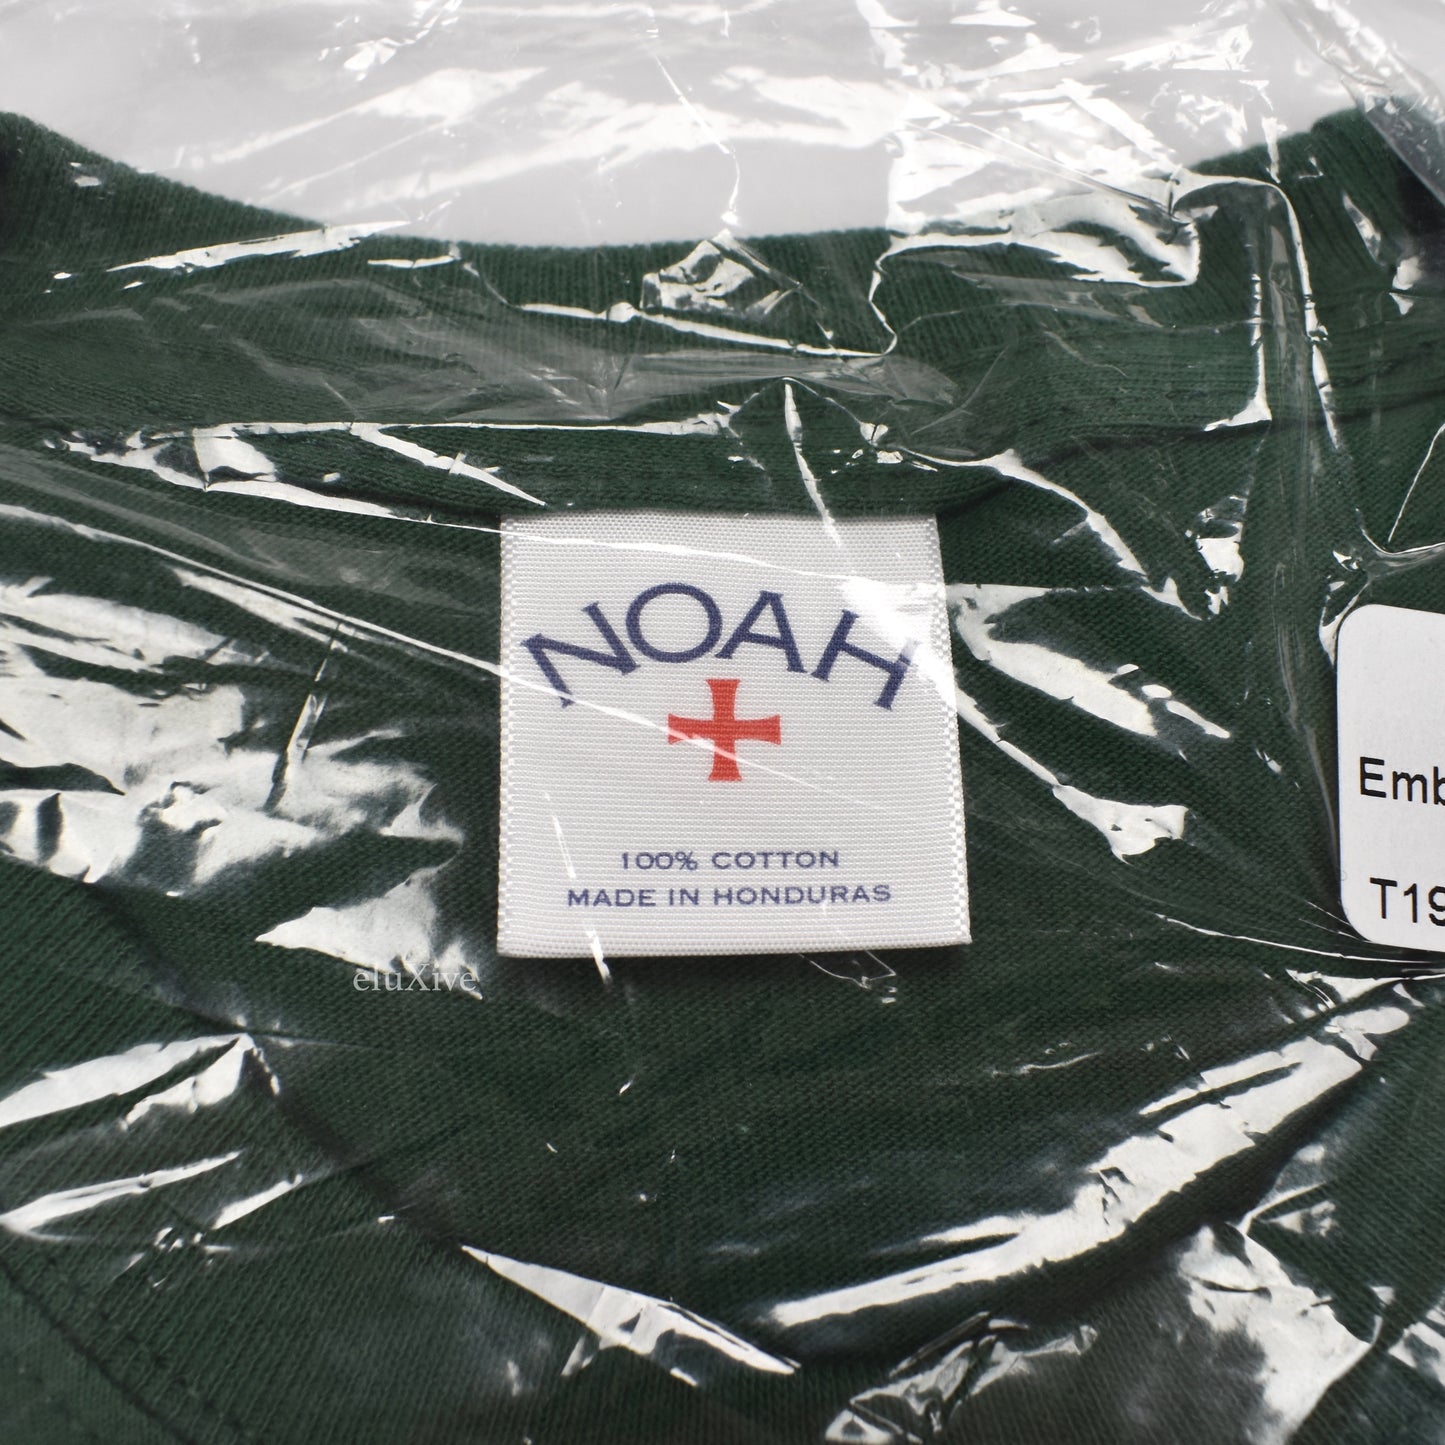 NOAH
100% COTTON
MADE IN HONDURAS
Emb
T19
eluXive